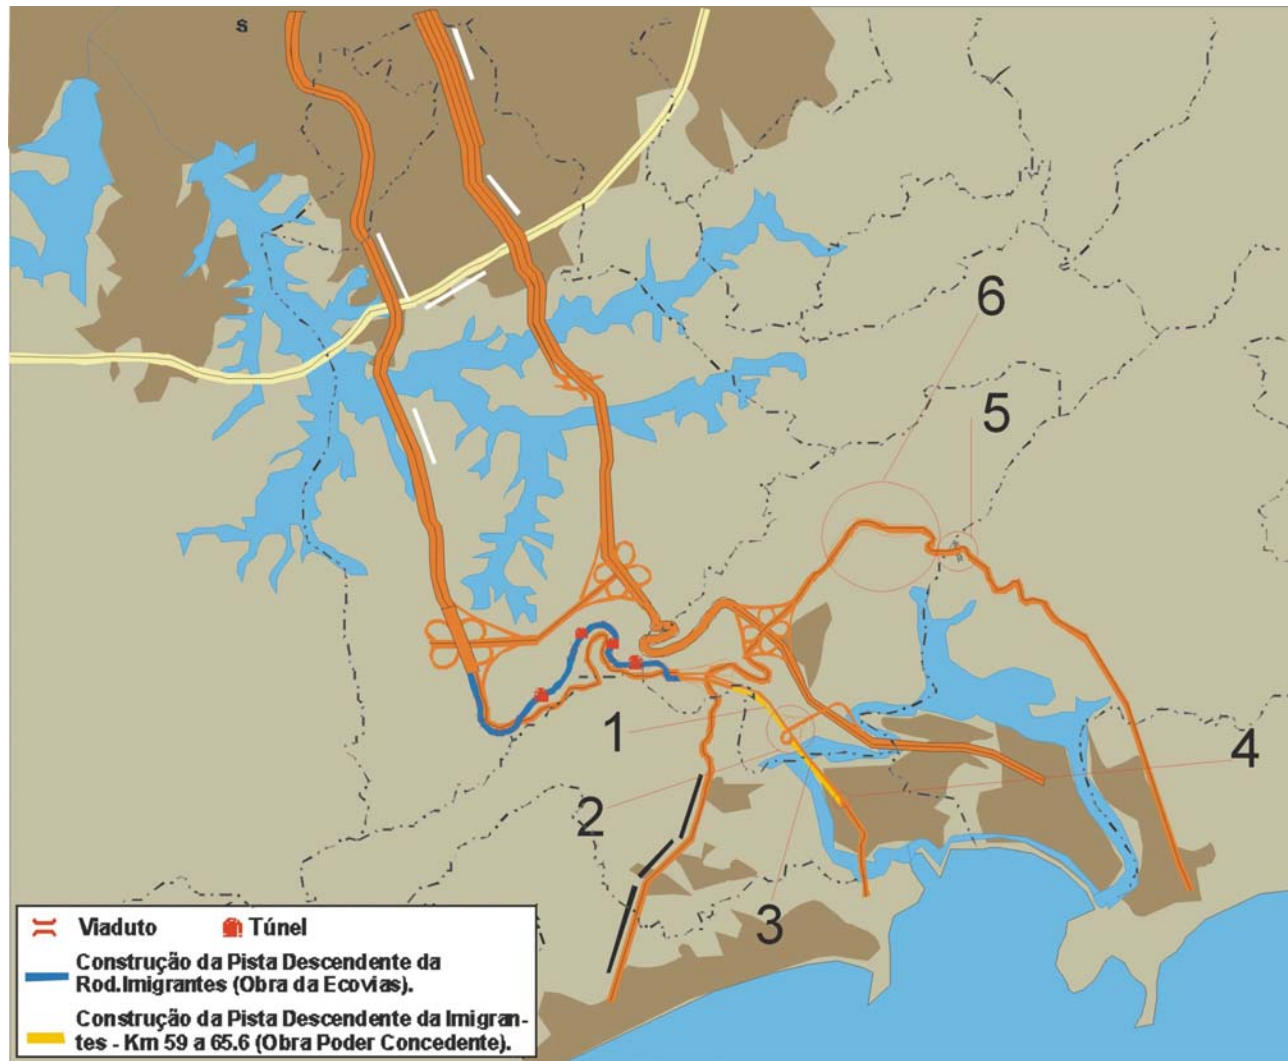 s
6
5
1
4
2
3
Viaduto
Túnel
Construção da Pista Descendente da
Rod.Imigrantes (Obra da Ecovias).
Construção da Pista Descendente da Imigran-
tes - Km 59 a 65.6 (Obra Poder Concedente).